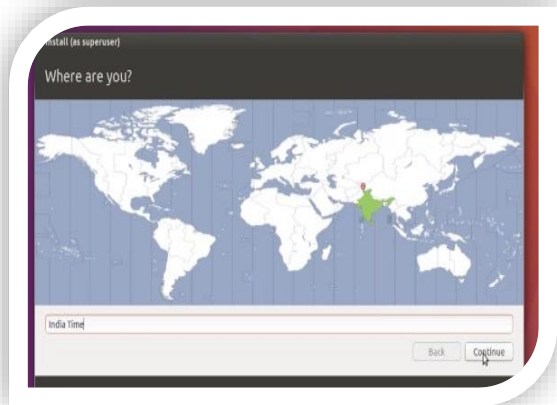 Install (as superuser)
Where are you?
India Time
Back
Continue